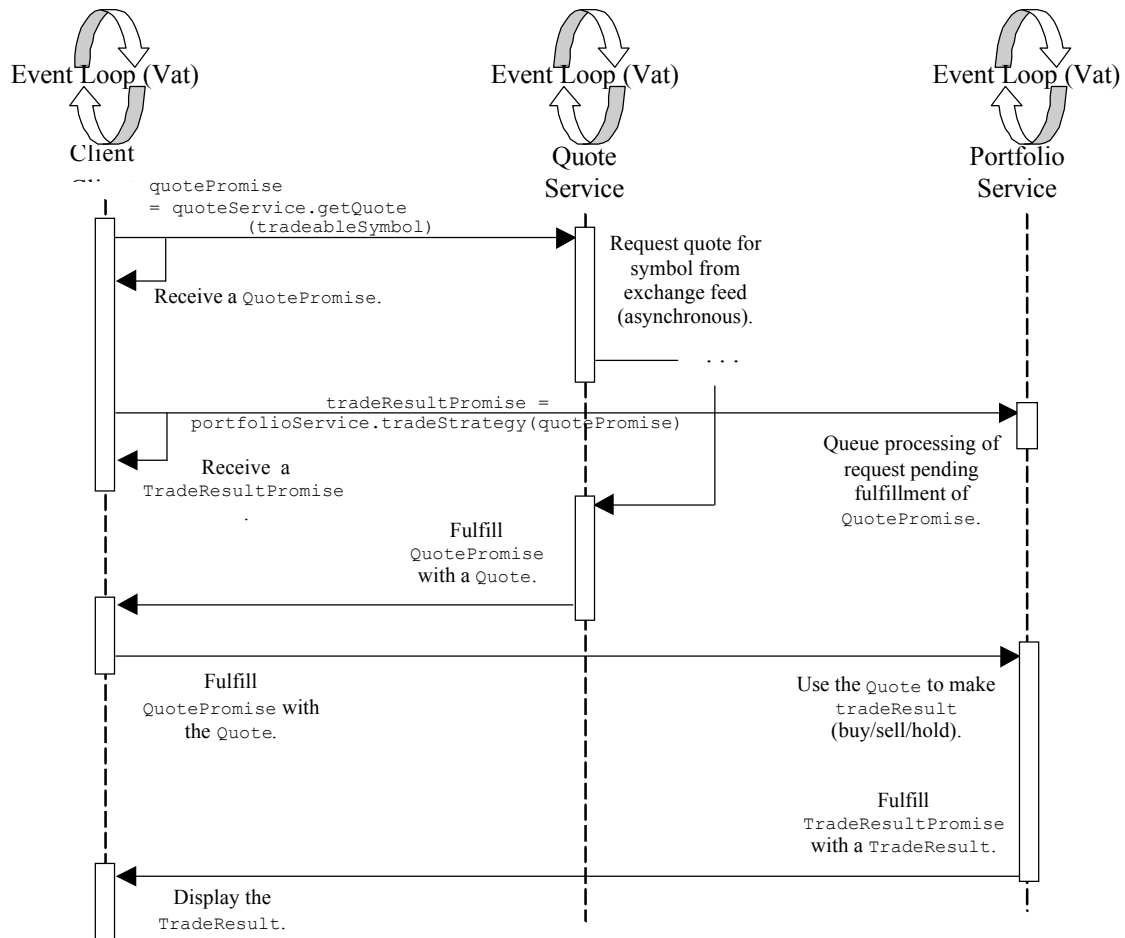 Event Loop (Vat)
Event Loop (Vat)
Event Loop (Vat)
Client
Quote
Service
Portfolio
Service
quotePromise
= quoteService.getQuote
(tradeableSymbol)
Receive a QuotePromise.
Request quote for
symbol from
exchange feed
(asynchronous).
. . .
tradeResultPromise =
portfolioService.tradeStrategy(quotePromise)
Receive a
TradeResultPromise
.
Queue processing of
request pending
fulfillment of
QuotePromise.
Fulfill
QuotePromise
with a Quote.
Fulfill
QuotePromise with
the Quote.
Use the Quote to make
tradeResult
(buy/sell/hold).
Fulfill
TradeResultPromise
with a TradeResult.
Display the
TradeResult.